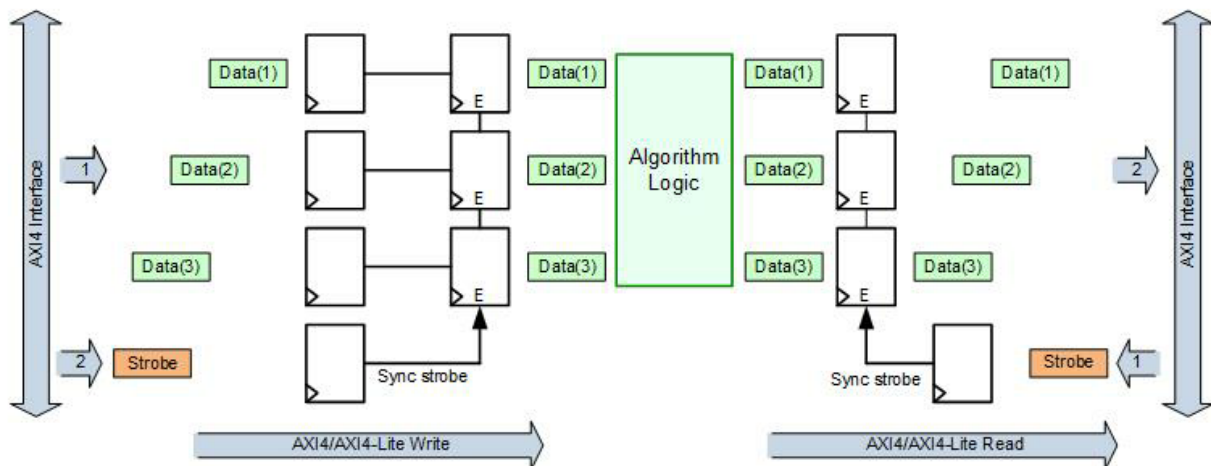 AXI4 Interface
1
2
Data(1)
Data(2)
Data(3)
Strobe
E
E
E
Sync strobe
Data(1)
Data(2)
Data(3)
Algorithm
Logic
Data(1)
Data(2)
Data(3)
E
E
E
Sync strobe
Data(1)
Data(2)
Data(3)
Strobe
2
1
AXI4 Interface
AXI4/AXI4-Lite Write
AXI4/AXI4-Lite Read